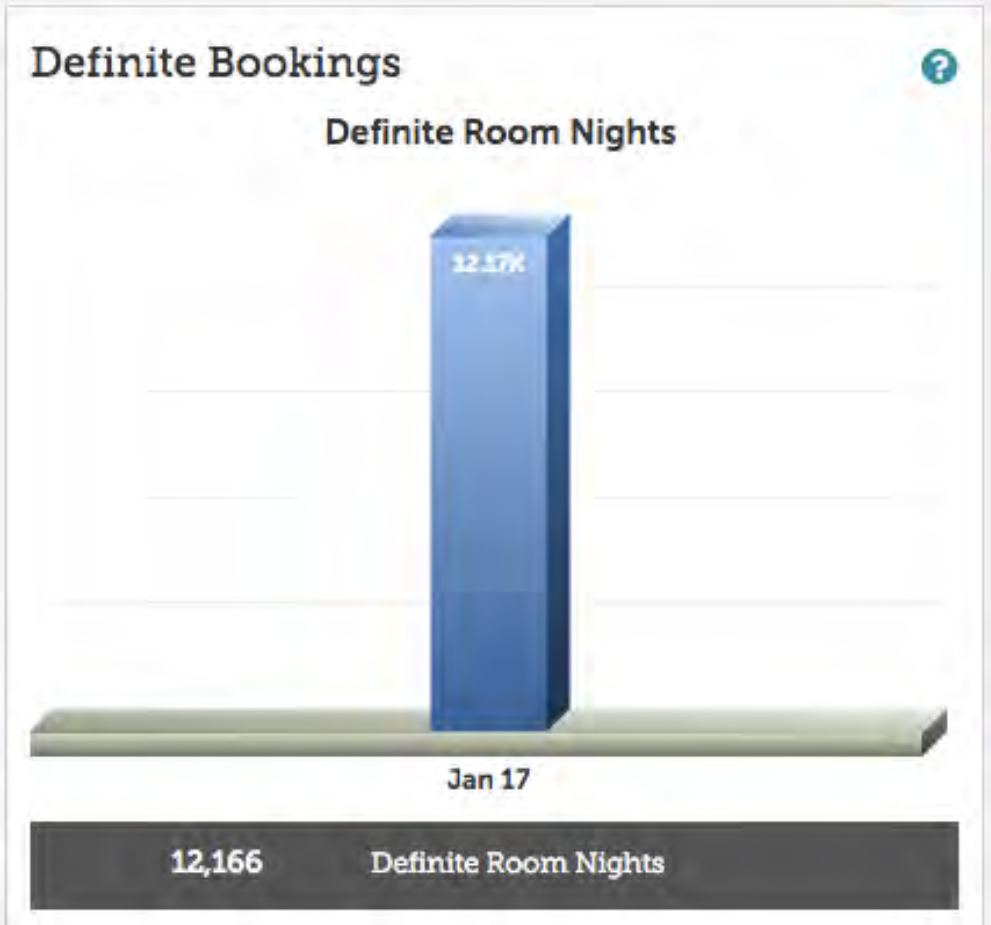 Definite Bookings
?
Definite Room Nights
12.17K
Jan 17
12,166 Definite Room Nights